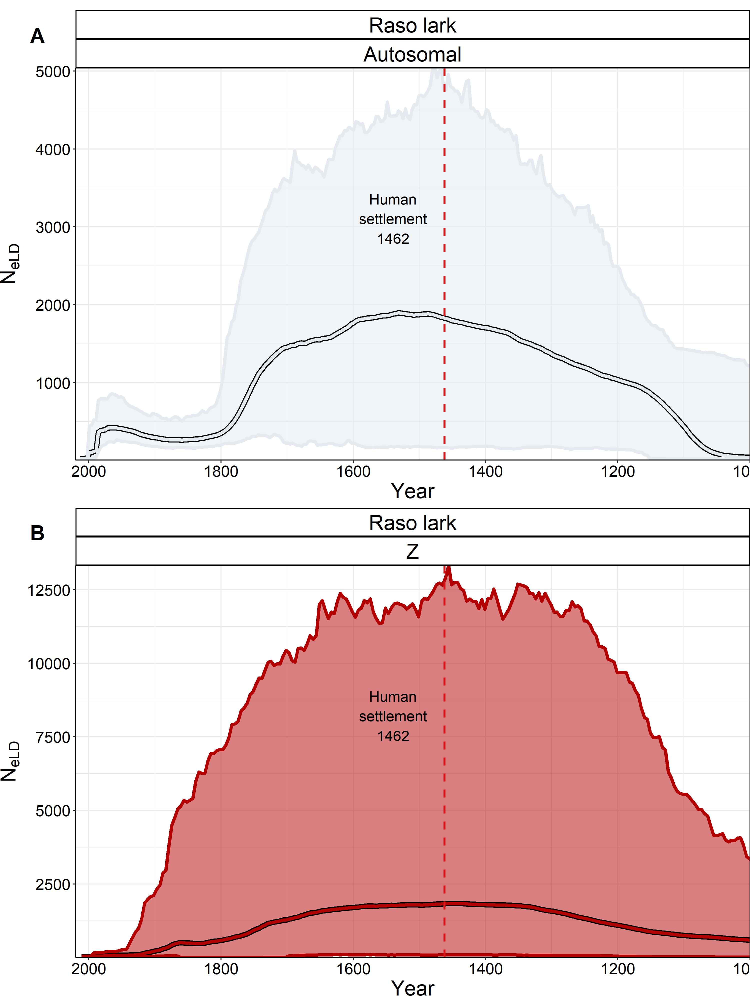 A
Raso lark
Autosomal
5000
4000
3000
2000
1000
NeLD
Human
settlement
1462
2000 1800 1600 1400 1200 10
Year
B
Raso lark
Z
12500
10000
7500
5000
2500
NeLD
Human
settlement
1462
2000 1800 1600 1400 1200 10
Year